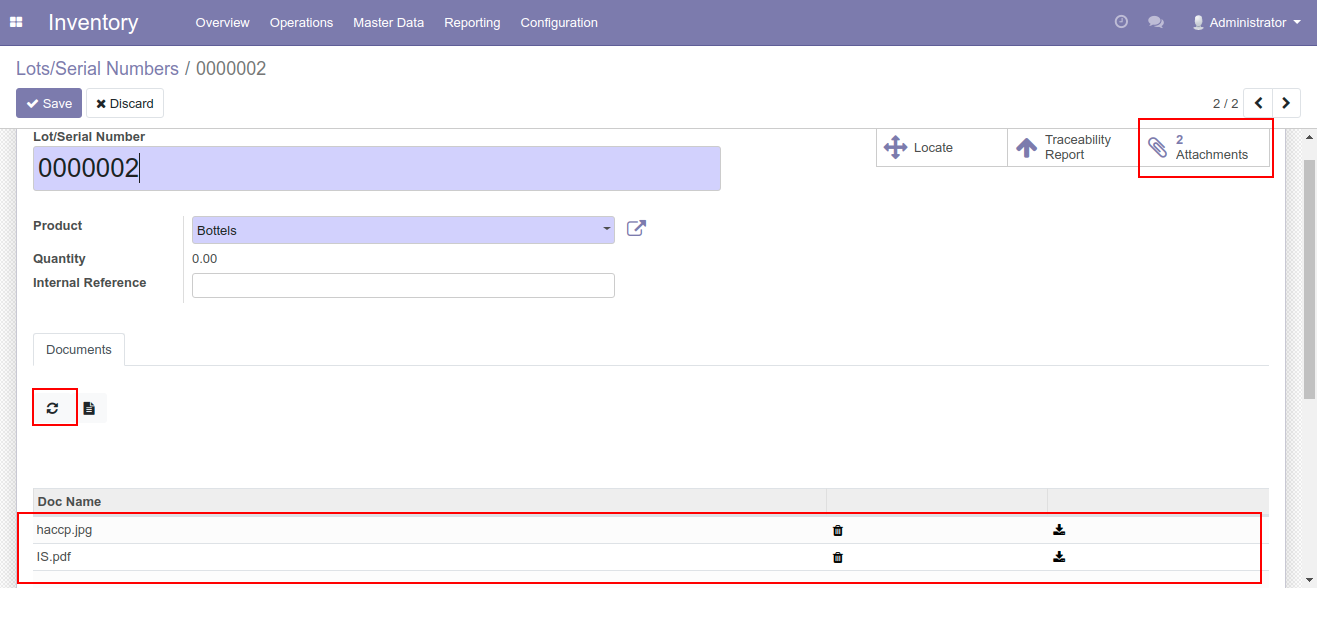 Inventory Overview Operations Master Data Reporting Configuration Administrator
Lots/Serial Numbers / 0000002
Save Discard 2 / 2
Lot/Serial Number
0000002
Locate
Traceability
Report
2
Attachments
Product Bottels
Quantity 0.00
Internal Reference
Documents
Doc Name
haccp.jpg
IS.pdf